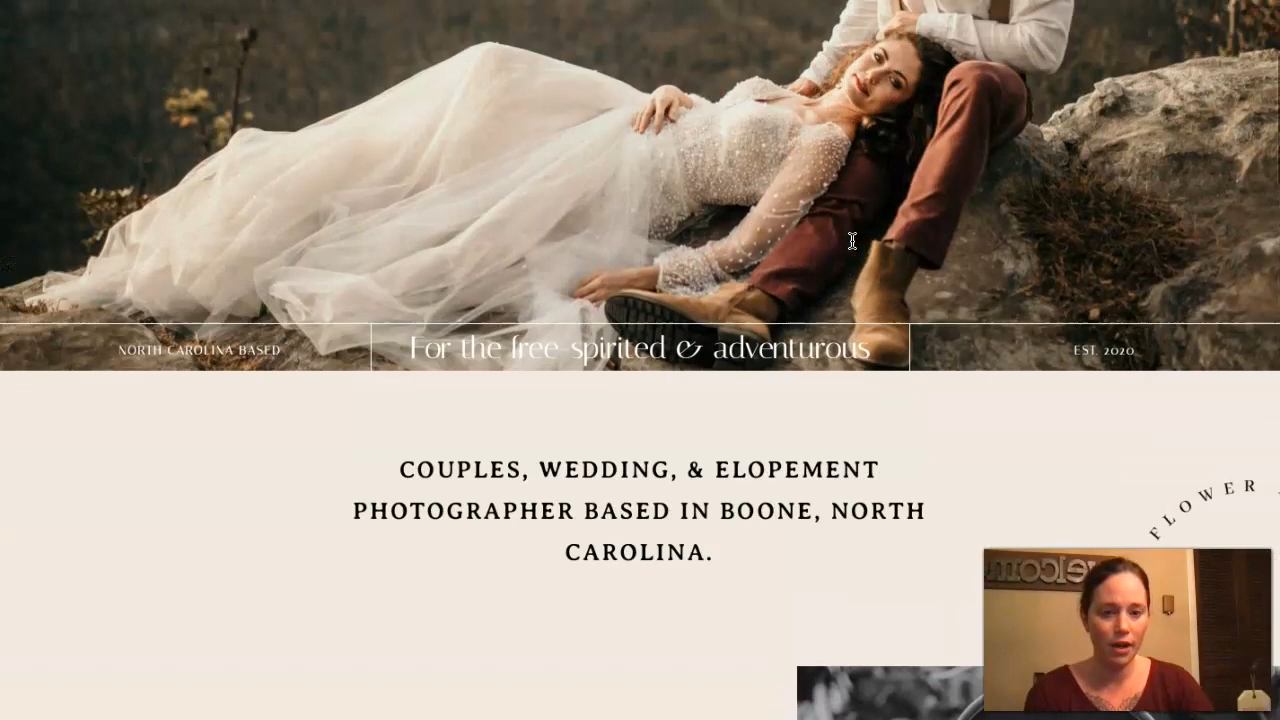 NORTH CAROLINA BASED
For the free-spirited & adventurous
EST. 2020
COUPLES, WEDDING, & ELOPEMENT
PHOTOGRAPHER BASED IN BOONE, NORTH
CAROLINA.
FLOWER
welcom